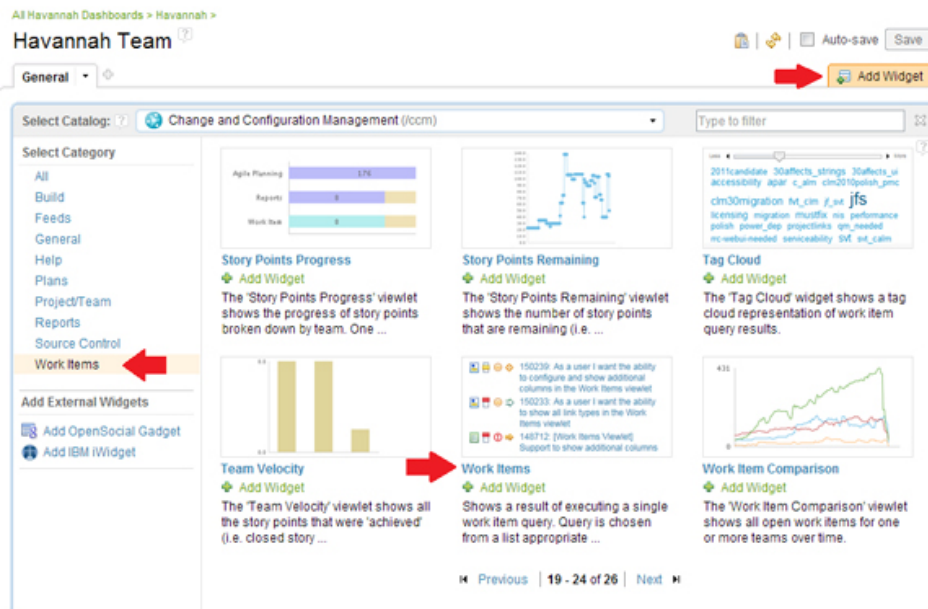 All Havannah Dashboards > Havannah >
Havannah Team ?
Auto-save Save
General
Add Widget
Select Catalog: ? Change and Configuration Management (/ccm)
Type to filter
Select Category
All
Build
Feeds
General
Help
Plans
Project/Team
Reports
Source Control
Work Items
Add External Widgets
Add OpenSocial Gadget
Add IBM iWidget
Agile Planning 176
Reports
Work Item
Story Points Progress
Add Widget
The 'Story Points Progress' viewlet
shows the progress of story points
broken down by team. One ...
Story Points Remaining
Add Widget
The 'Story Points Remaining' viewlet
shows the number of story points
that are remaining (i.e. ...
2011candidate 30affects_strings 30affects_ui
accessibility apar c_alm clm2010polish_pmc
clm30migration fvt_clm jf_svt jfs
licensing migration mustfix nls performance
polish power_dep projectlinks qm_needed
rrc-webui-needed serviceability svt svt_calm
Tag Cloud
Add Widget
The 'Tag Cloud' widget shows a tag
cloud representation of work item
query results.
Team Velocity
Add Widget
The 'Team Velocity' viewlet shows all
the story points that were 'achieved'
(i.e. closed story ...
150239: As a user I want the ability
to configure and show additional
columns in the Work Items viewlet
150233: As a user I want the ability
to show all link types in the Work
Items viewlet
148712: [Work Items Viewlet]
Support to show additional columns
Work Items
Add Widget
Shows a result of executing a single
work item query. Query is chosen
from a list appropriate ...
431
0
Work Item Comparison
Add Widget
The 'Work Item Comparison' viewlet
shows all open work items for one
or more teams over time.
Previous | 19 - 24 of 26 | Next